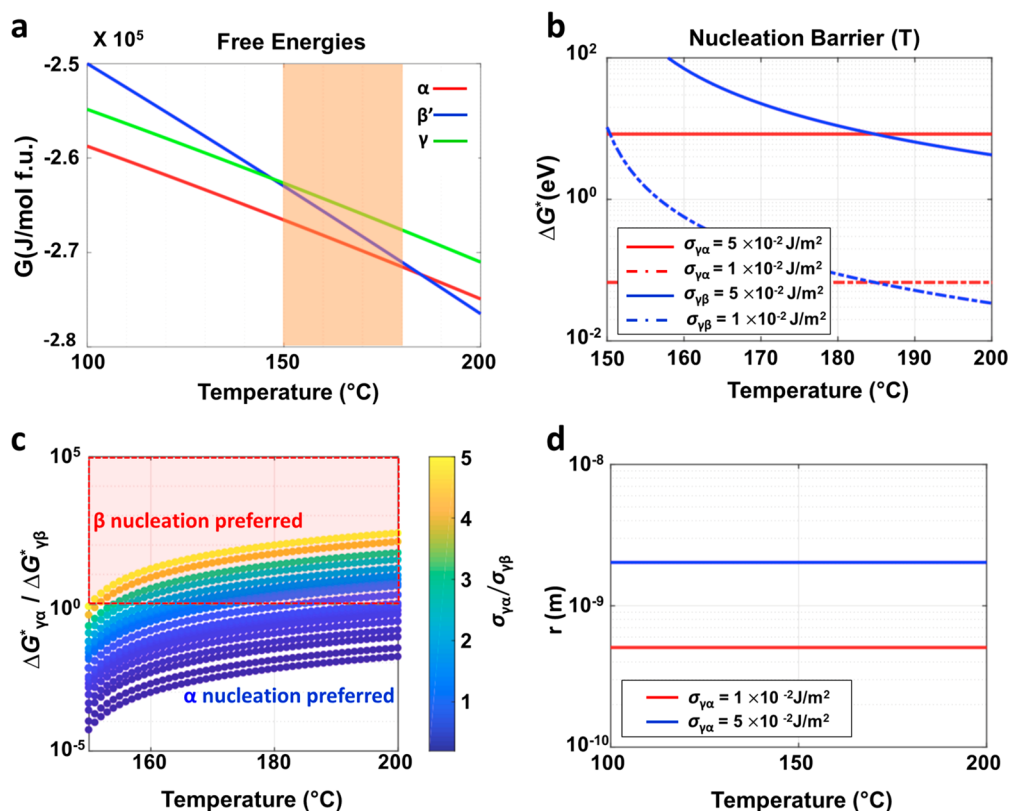 a
X 10⁵
Free Energies
G(J/mol f.u.)
-2.5
-2.6
-2.7
-2.8
α
β’
γ
100
150
200
Temperature (°C)
b
Nucleation Barrier (T)
ΔG*(eV)
10²
10⁰
10⁻²
σγα = 5 ×10⁻² J/m²
σγα = 1 ×10⁻² J/m²
σγβ = 5 ×10⁻² J/m²
σγβ = 1 ×10⁻² J/m²
150
160
170
180
190
200
Temperature (°C)
c
ΔG*γα / ΔG*γβ
10⁵
10⁰
10⁻⁵
β nucleation preferred
α nucleation preferred
160
180
200
Temperature (°C)
5
4
3
2
1
σγα/σγβ
d
r (m)
10⁻⁸
10⁻⁹
10⁻¹⁰
σγα = 1 ×10 ⁻² J/m²
σγα = 5 ×10 ⁻² J/m²
100
150
200
Temperature (°C)